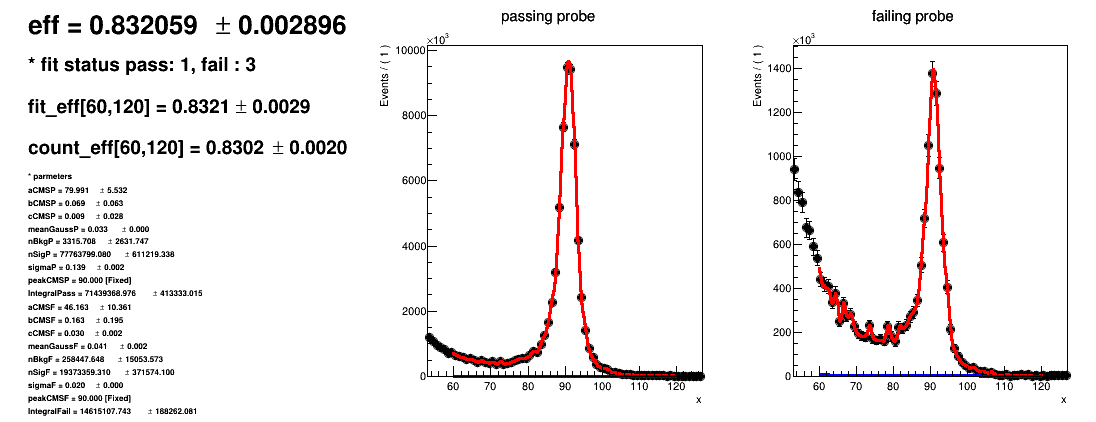 eff = 0.832059 ± 0.002896
* fit status pass: 1, fail : 3
fit_eff[60,120] = 0.8321 ± 0.0029
count_eff[60,120] = 0.8302 ± 0.0020
* parmeters
aCMSP = 79.991 ± 5.532
bCMSP = 0.069 ± 0.063
cCMSP = 0.009 ± 0.028
meanGaussP = 0.033 ± 0.000
nBkgP = 3315.708 ± 2631.747
nSigP = 77763799.080 ± 611219.338
sigmaP = 0.139 ± 0.002
peakCMSP = 90.000 [Fixed]
IntegralPass = 71439368.976 ± 413333.015
aCMSF = 46.163 ± 10.361
bCMSF = 0.163 ± 0.195
cCMSF = 0.030 ± 0.002
meanGaussF = 0.041 ± 0.002
nBkgF = 258447.648 ± 15053.573
nSigF = 19373359.310 ± 371574.100
sigmaF = 0.020 ± 0.000
peakCMSF = 90.000 [Fixed]
IntegralFail = 14615107.743 ± 188262.081
passing probe
×10³
Events / ( 1 )
10000
8000
6000
4000
2000
0
60 70 80 90 100 110 120
x
failing probe
×10³
Events / ( 1 )
1400
1200
1000
800
600
400
200
0
60 70 80 90 100 110 120
x